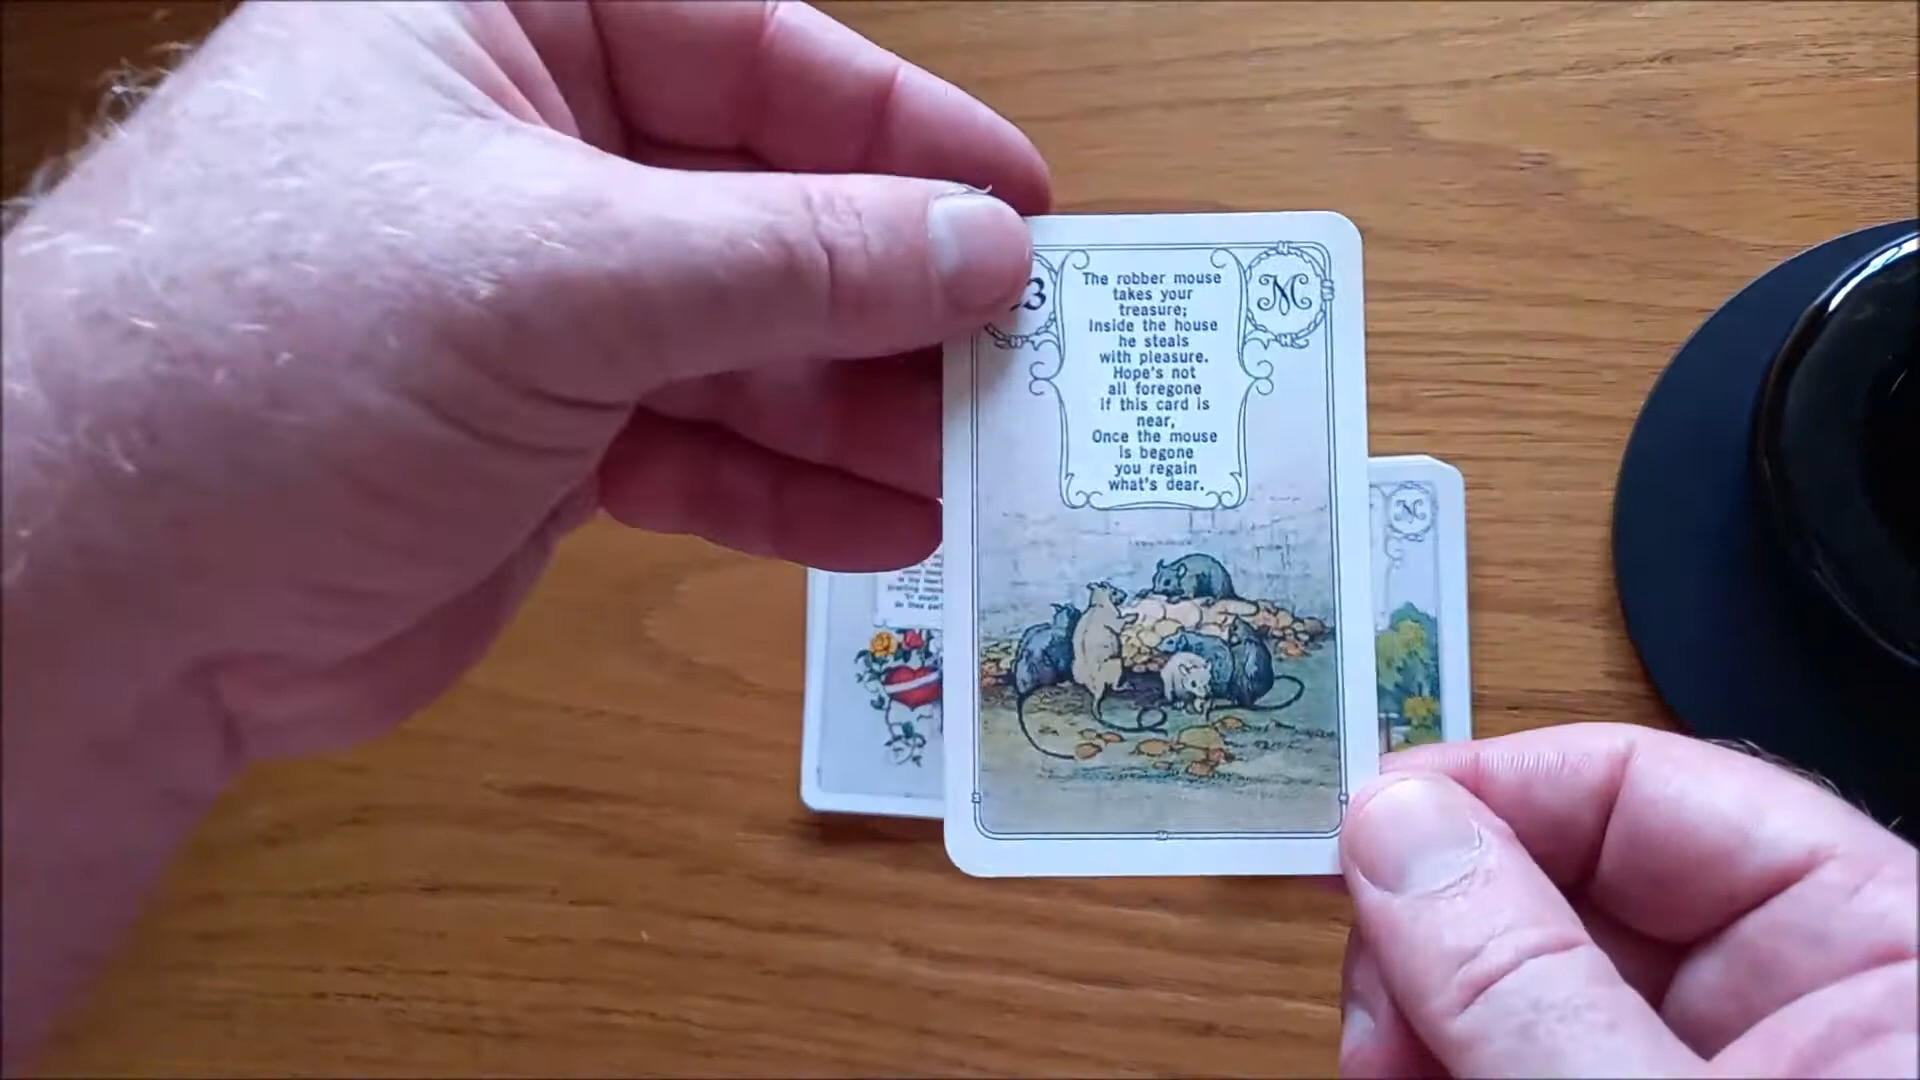 3
The robber mouse
takes your
treasure;
Inside the house
he steals
with pleasure.
Hope's not
all foregone
if this card is
near,
Once the mouse
is begone
you regain
what's dear.
M
N